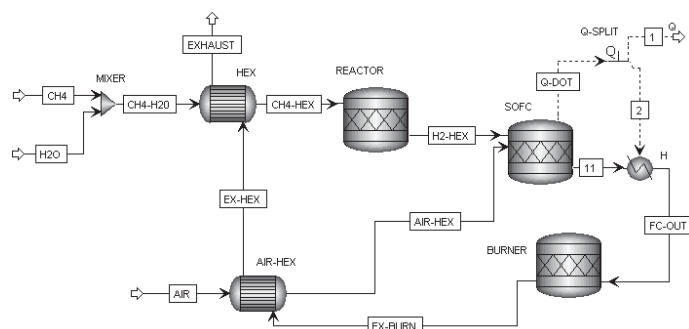 EXHAUST
HEX
MIXER
CH4
CH4-H20
H2O
CH4-HEX
REACTOR
H2-HEX
SOFC
Q-DOT
Q-SPLIT
Q
1
Q
2
11
H
FC-OUT
EX-HEX
AIR-HEX
AIR-HEX
AIR
BURNER
EX-BURN